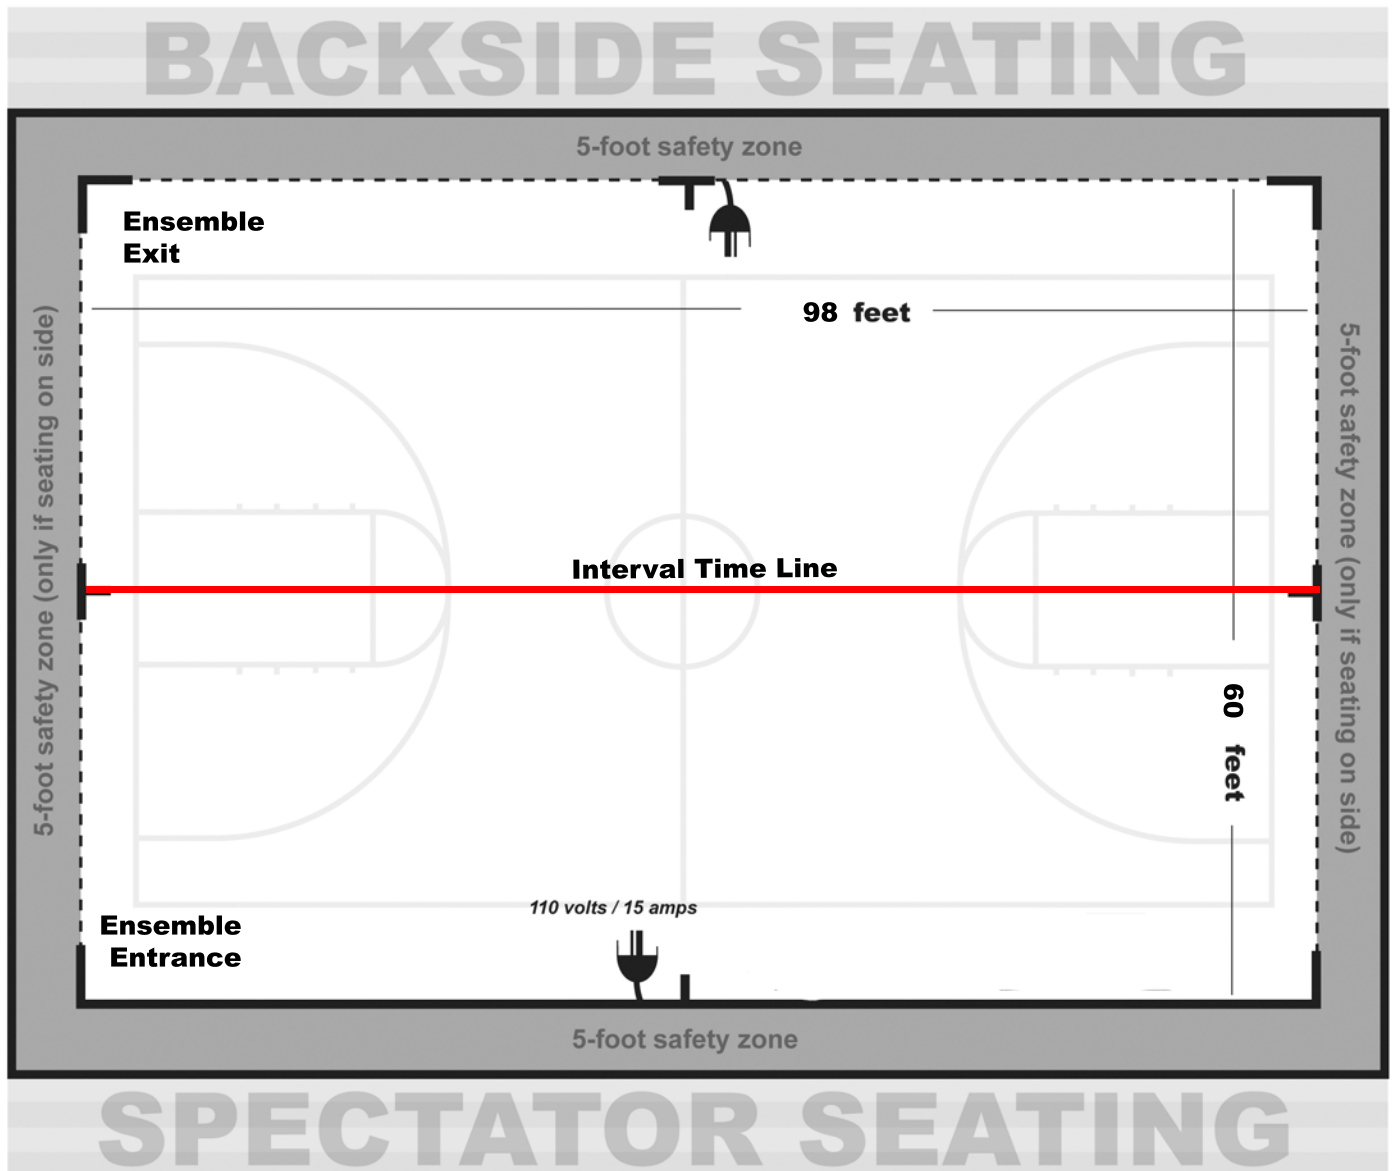 BACKSIDE SEATING
5-foot safety zone
Ensemble
Exit
98 feet
5-foot safety zone (only if seating on side)
5-foot safety zone (only if seating on side)
Interval Time Line
60 feet
110 volts / 15 amps
Ensemble
Entrance
5-foot safety zone
SPECTATOR SEATING